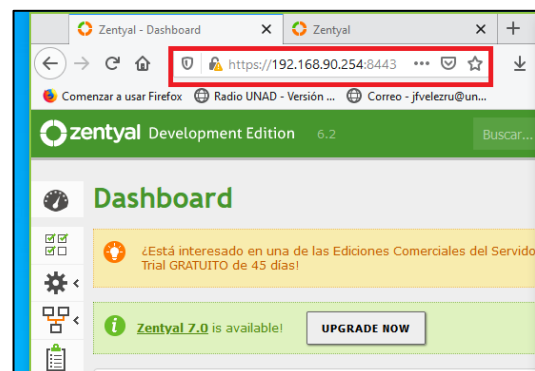 Zentyal - Dashboard
Zentyal
https://192.168.90.254:8443
Comenzar a usar Firefox
Radio UNAD - Versión ...
Correo - jfvelezru@un...
zentyal Development Edition 6.2
Buscar...
Dashboard
¿Está interesado en una de las Ediciones Comerciales del Servido
Trial GRATUITO de 45 días!
Zentyal 7.0 is available!
UPGRADE NOW